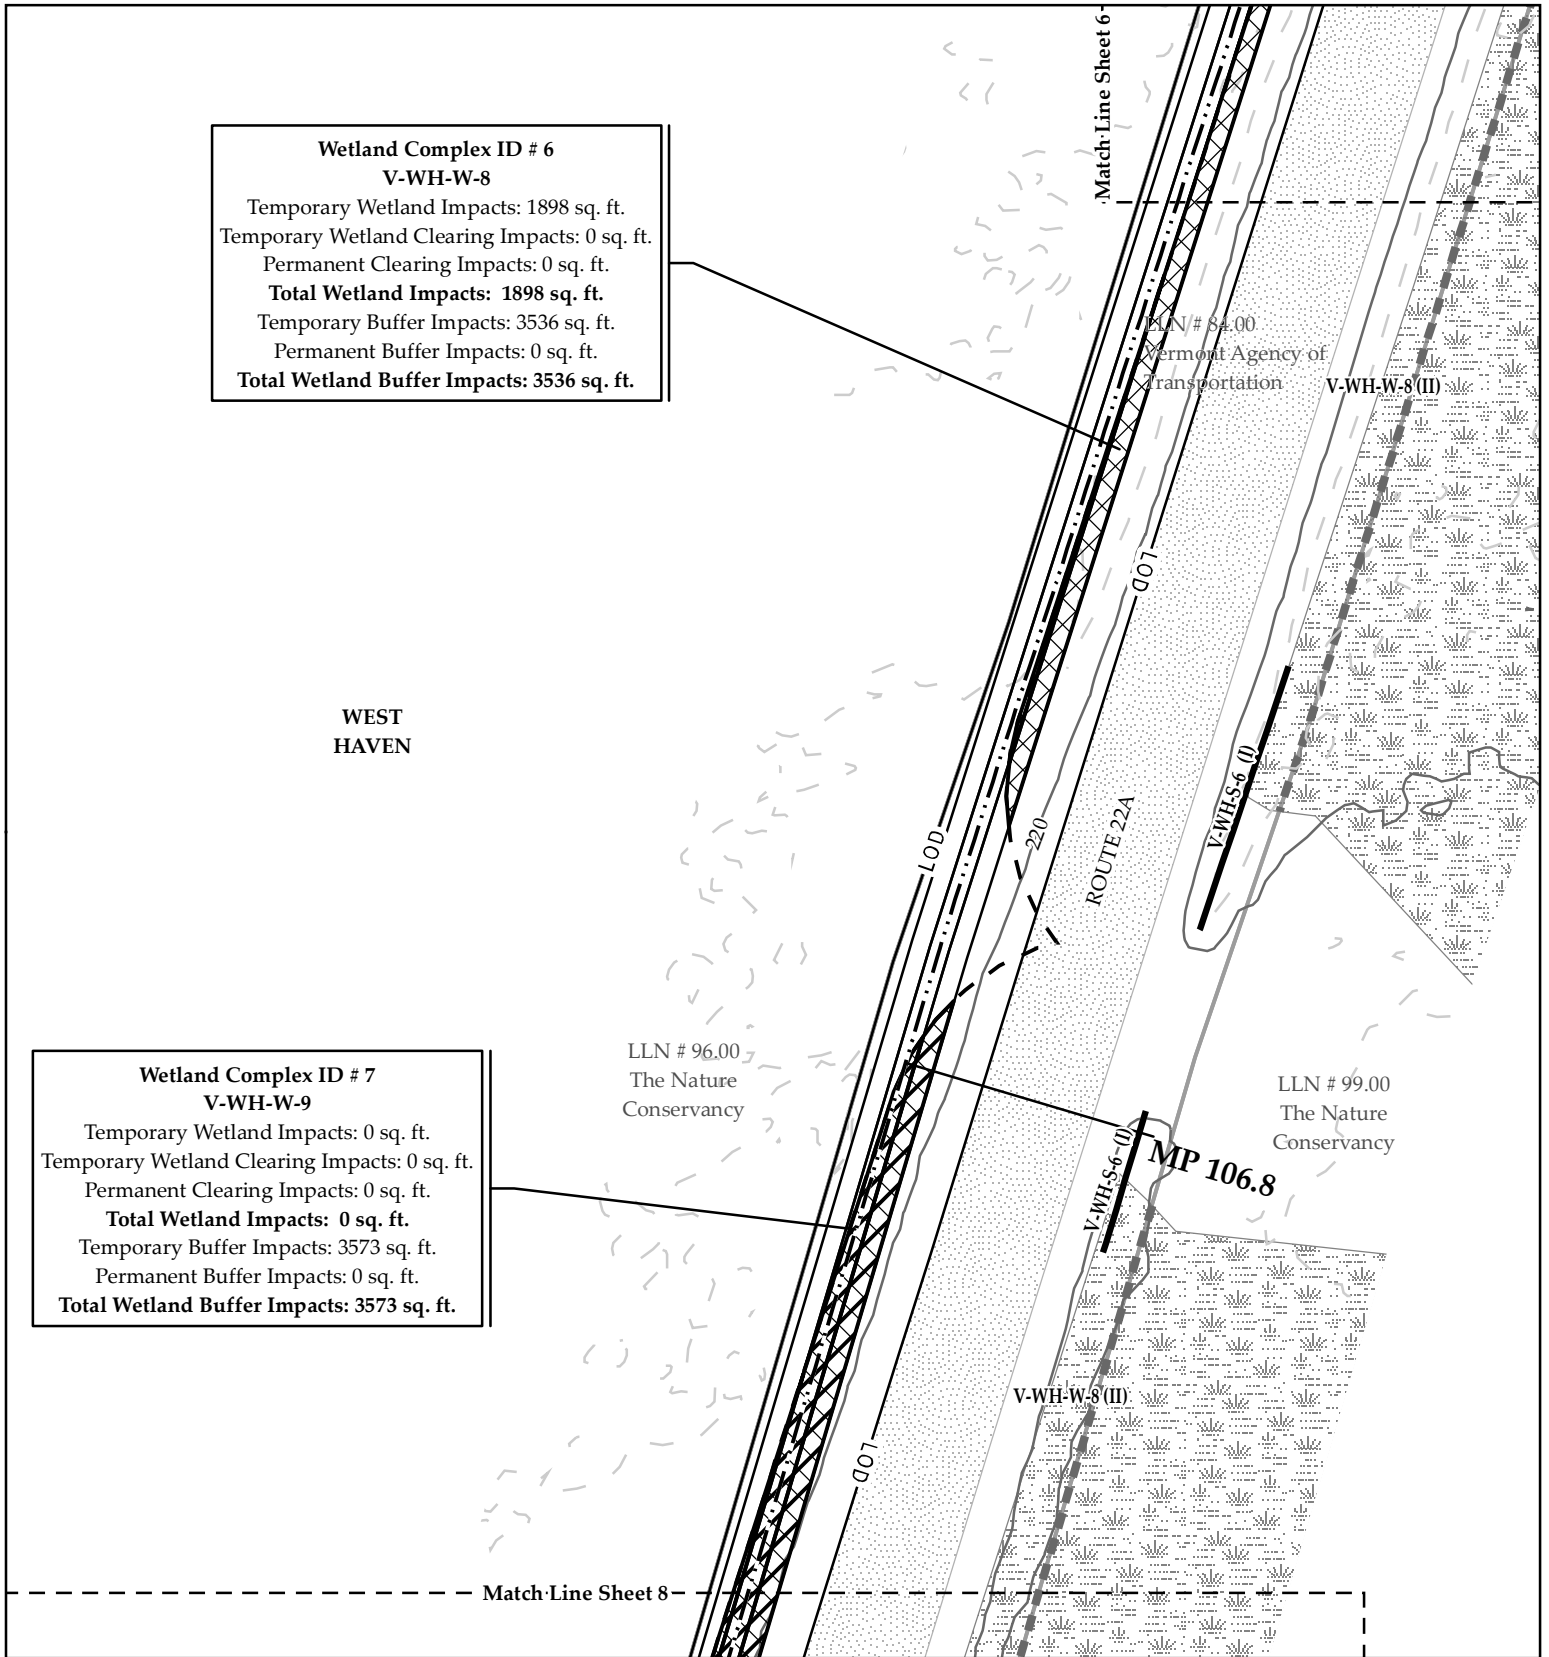 Match Line Sheet 6
Wetland Complex ID # 6
V-WH-W-8
Temporary Wetland Impacts: 1898 sq. ft.
Temporary Wetland Clearing Impacts: 0 sq. ft.
Permanent Clearing Impacts: 0 sq. ft.
Total Wetland Impacts:  1898 sq. ft.
Temporary Buffer Impacts: 3536 sq. ft.
Permanent Buffer Impacts: 0 sq. ft.
Total Wetland Buffer Impacts: 3536 sq. ft.
LLN # 84.00
Vermont Agency of
Transportation
V-WH-W-8 (II)
LOD
WEST
HAVEN
V-WH-S-6 (I)
LOD
220
ROUTE 22A
LLN # 96.00
The Nature
Conservancy
LLN # 99.00
The Nature
Conservancy
Wetland Complex ID # 7
V-WH-W-9
Temporary Wetland Impacts: 0 sq. ft.
Temporary Wetland Clearing Impacts: 0 sq. ft.
Permanent Clearing Impacts: 0 sq. ft.
Total Wetland Impacts:  0 sq. ft.
Temporary Buffer Impacts: 3573 sq. ft.
Permanent Buffer Impacts: 0 sq. ft.
Total Wetland Buffer Impacts: 3573 sq. ft.
V-WH-S-6 (I)
MP 106.8
V-WH-W-8 (II)
LOD
Match Line Sheet 8